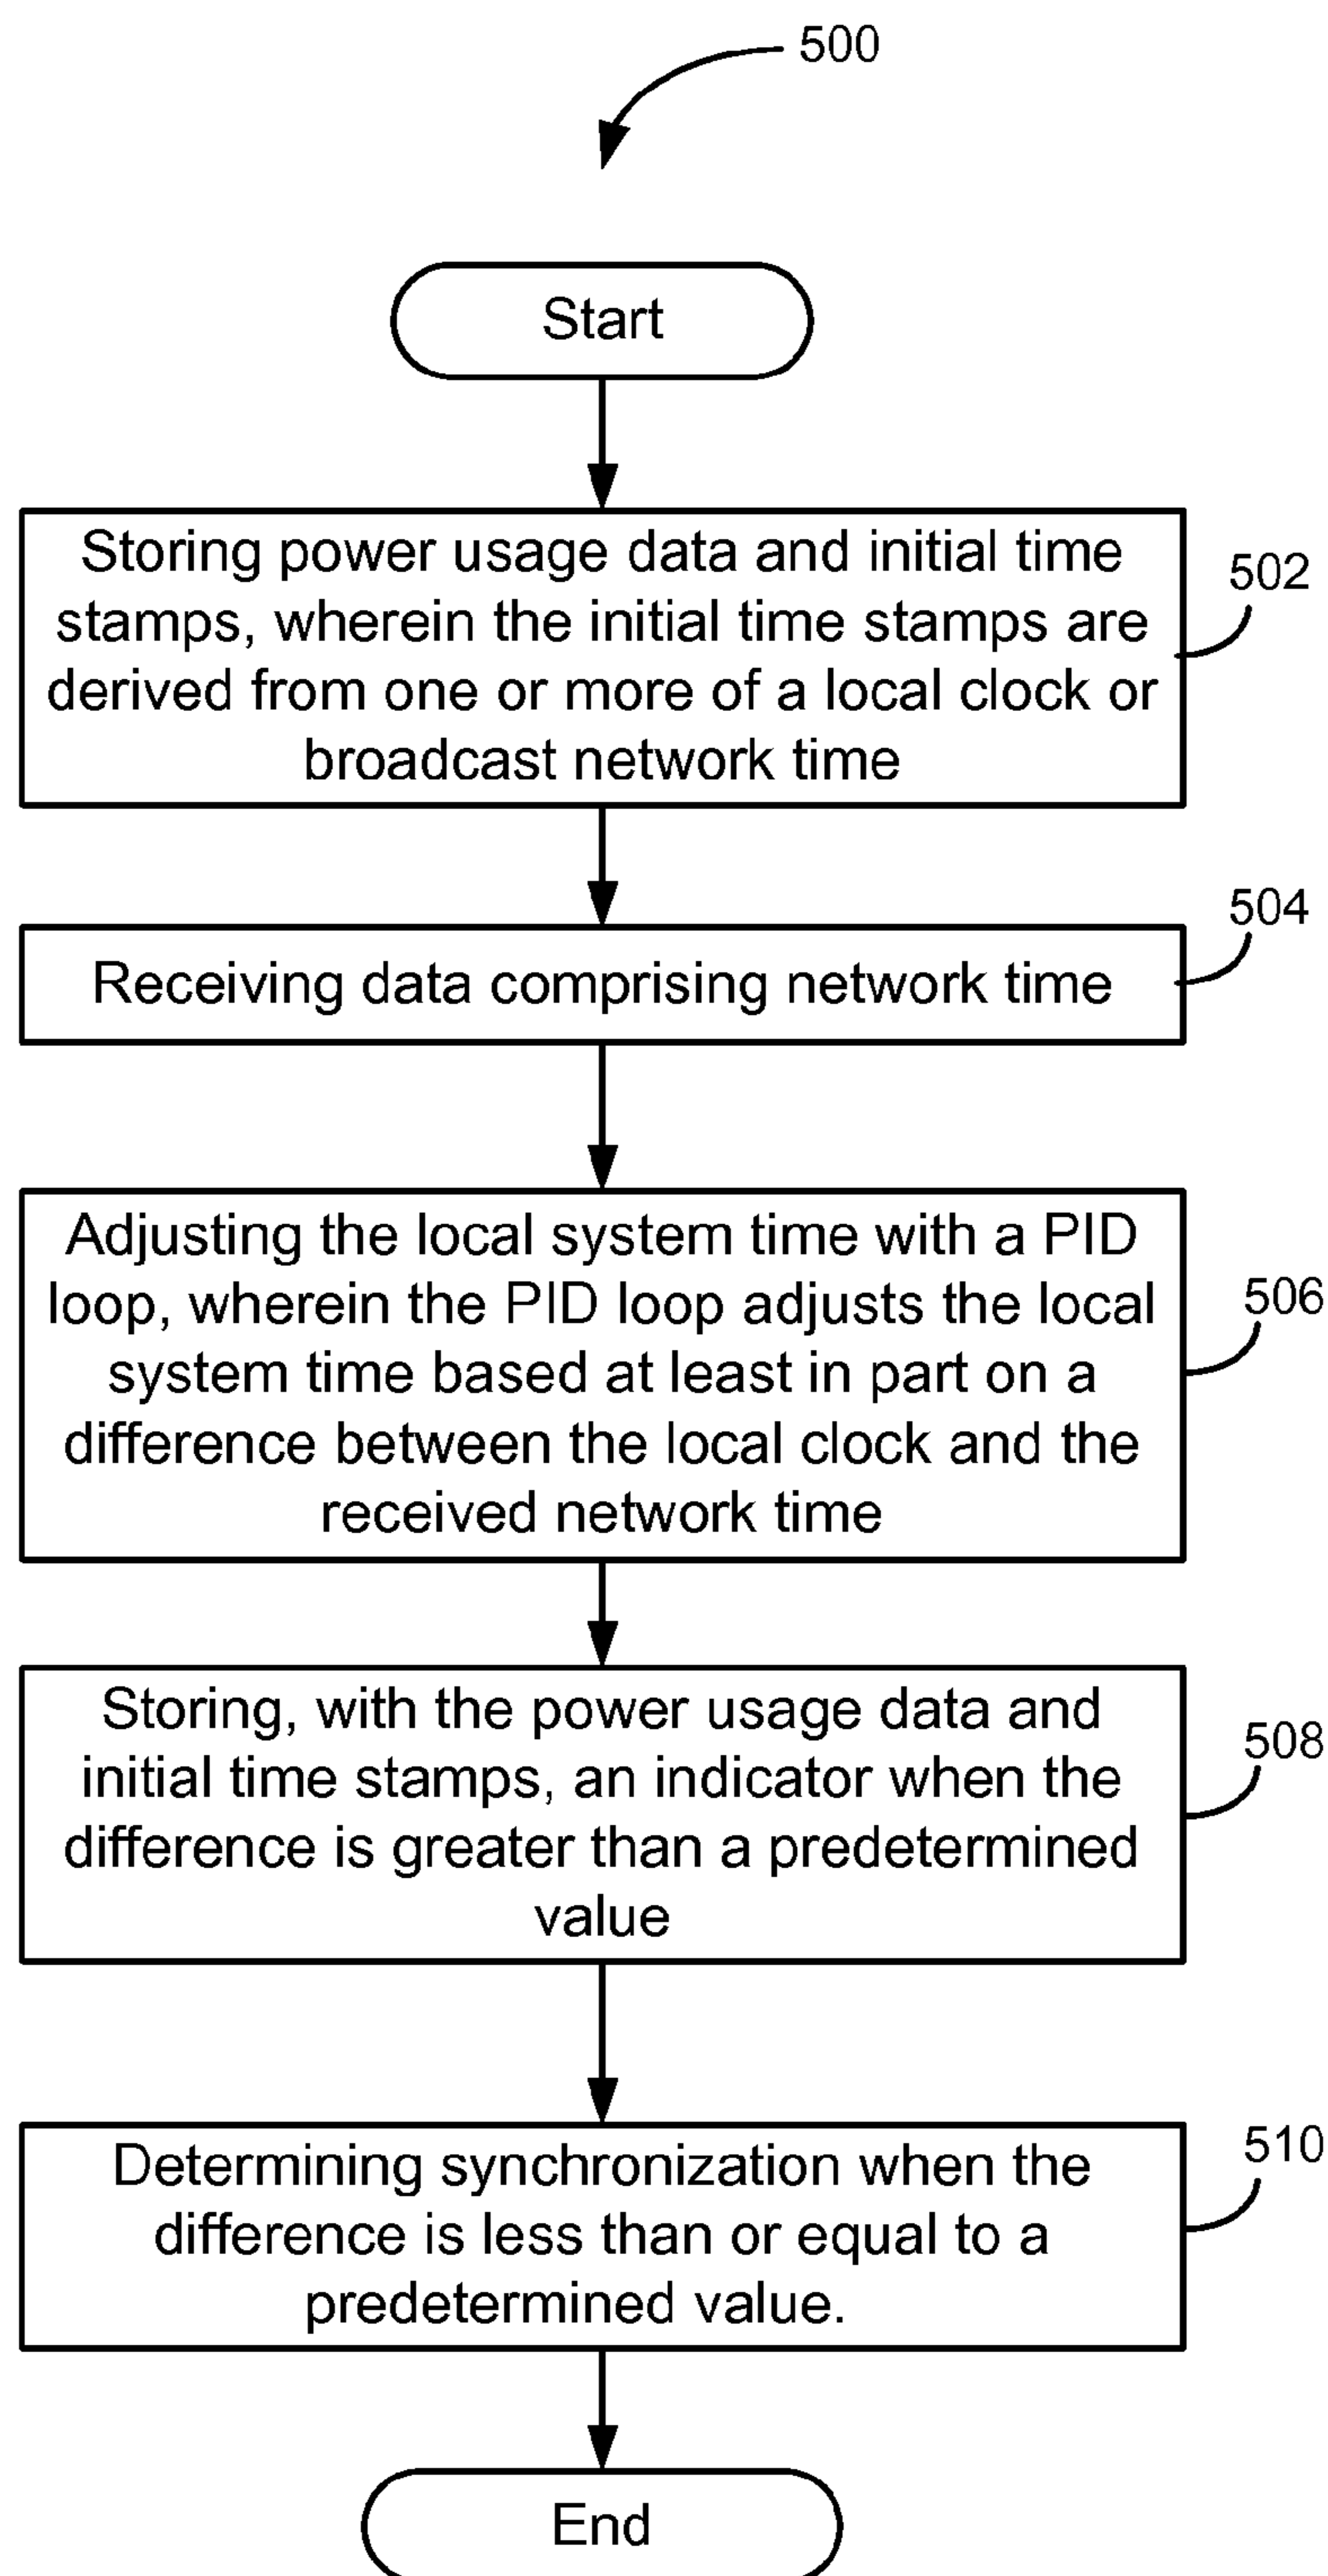 500
Start
Storing power usage data and initial time
stamps, wherein the initial time stamps are
derived from one or more of a local clock or
broadcast network time
502
Receiving data comprising network time
504
Adjusting the local system time with a PID
loop, wherein the PID loop adjusts the local
system time based at least in part on a
difference between the local clock and the
received network time
506
Storing, with the power usage data and
initial time stamps, an indicator when the
difference is greater than a predetermined
value
508
Determining synchronization when the
difference is less than or equal to a
predetermined value.
510
End